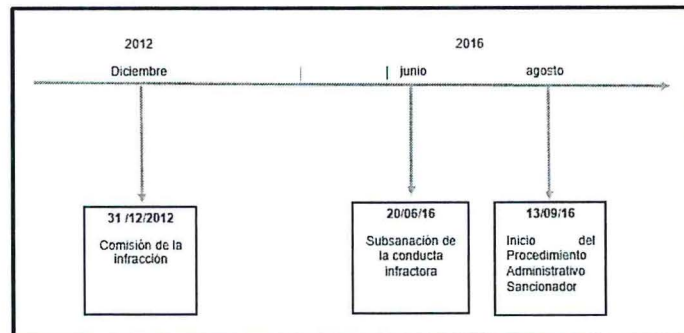 2012 2016
Diciembre junio agosto
31 /12/2012
Comisión de la
infracción
20/06/16
Subsanación de
la conducta
infractora
13/09/16
Inicio del
Procedimiento
Administrativo
Sancionador